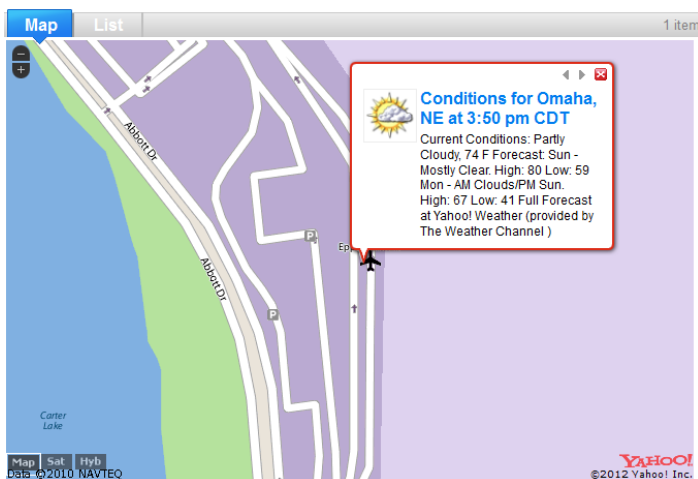 Map
List
1 item
Conditions for Omaha,
NE at 3:50 pm CDT
Current Conditions: Partly
Cloudy, 74 F Forecast: Sun -
Mostly Clear. High: 80 Low: 59
Mon - AM Clouds/PM Sun.
High: 67 Low: 41 Full Forecast
at Yahoo! Weather (provided by
The Weather Channel )
Abbott Dr
P
Epp
Abbott Dr
P
Carter
Lake
Map Sat Hyb
Data ©2010 NAVTEQ
YAHOO!
©2012 Yahoo! Inc.